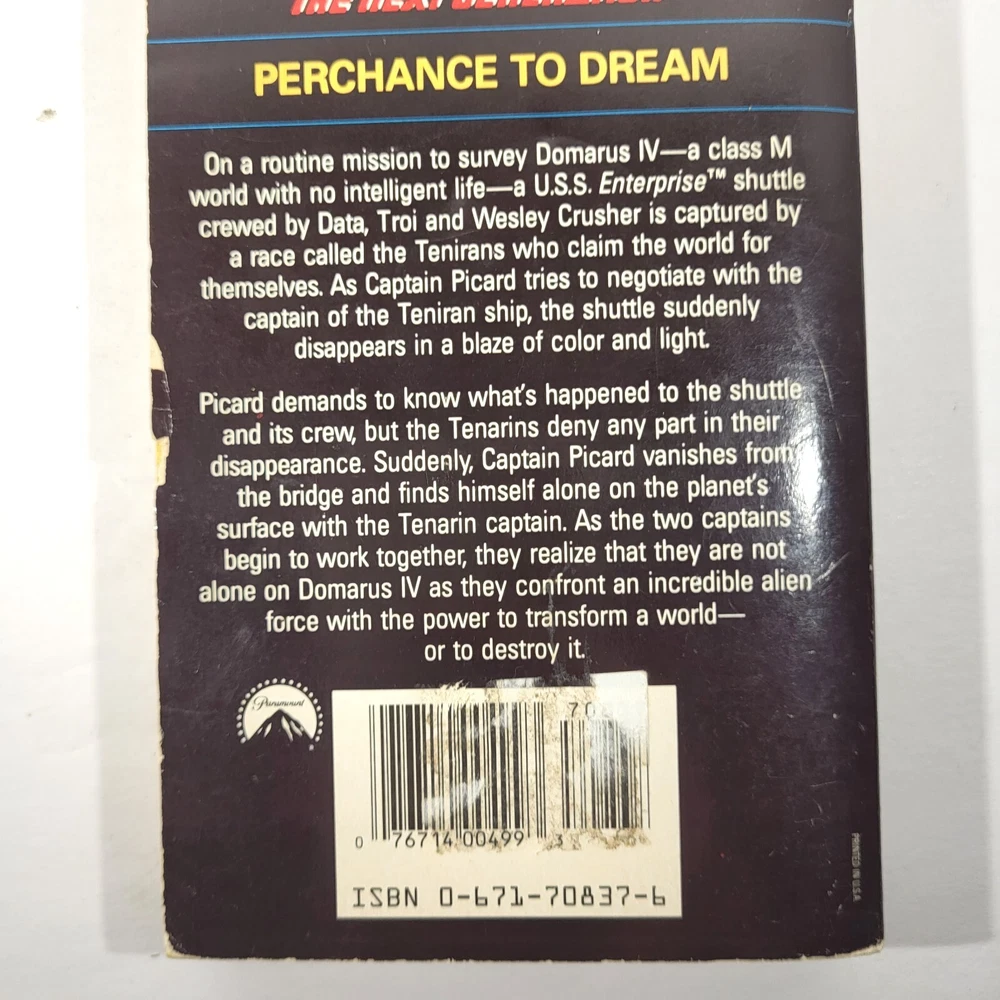 THE NEXT GENERATION
PERCHANCE TO DREAM
On a routine mission to survey Domarus IV—a class M
world with no intelligent life—a U.S.S. Enterprise™ shuttle
crewed by Data, Troi and Wesley Crusher is captured by
a race called the Tenirans who claim the world for
themselves. As Captain Picard tries to negotiate with the
captain of the Teniran ship, the shuttle suddenly
disappears in a blaze of color and light.
Picard demands to know what's happened to the shuttle
and its crew, but the Tenarins deny any part in their
disappearance. Suddenly, Captain Picard vanishes from
the bridge and finds himself alone on the planet's
surface with the Tenarin captain. As the two captains
begin to work together, they realize that they are not
alone on Domarus IV as they confront an incredible alien
force with the power to transform a world—
or to destroy it.
Paramount
0 76714 00499 3
ISBN 0-671-70837-6
PRINTED IN U.S.A.